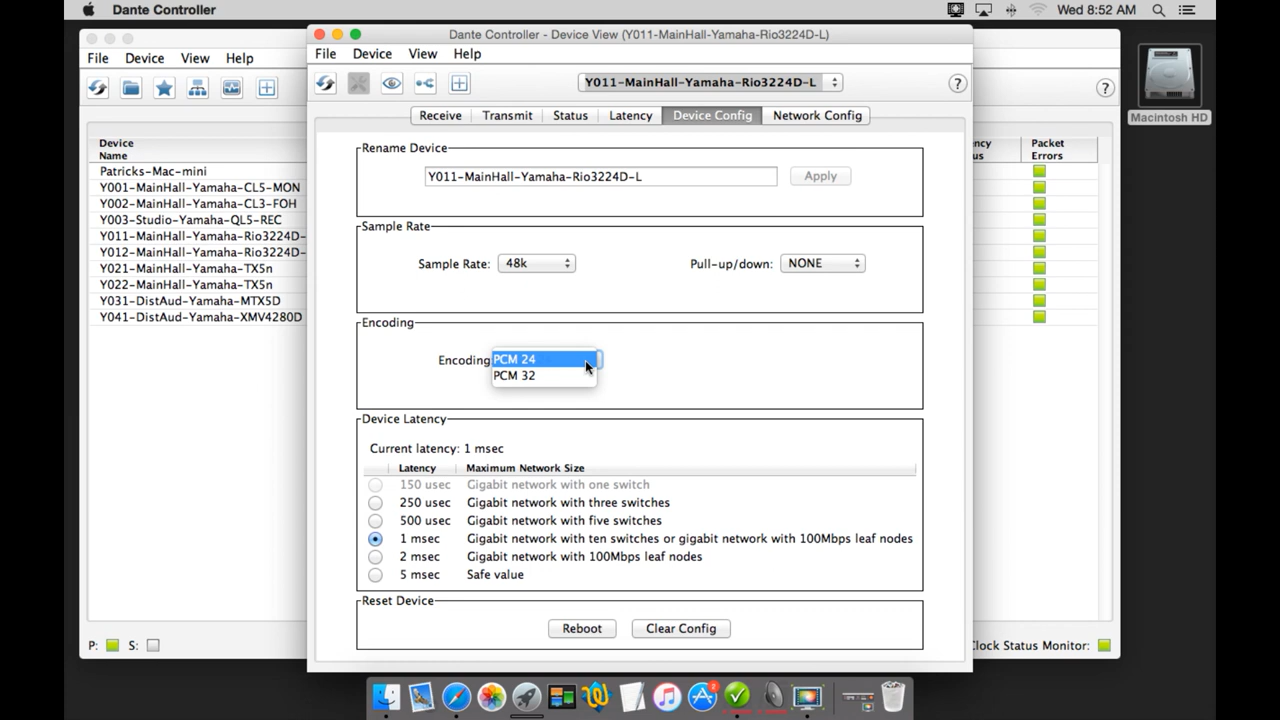 Dante Controller
Wed 8:52 AM
Dante Controller - Device View (Y011-MainHall-Yamaha-Rio3224D-L)
File Device View Help
File Device View Help
Y011-MainHall-Yamaha-Rio3224D-L
?
?
Macintosh HD
Receive Transmit Status Latency Device Config Network Config
Device
Name
Patricks-Mac-mini
Y001-MainHall-Yamaha-CL5-MON
Y002-MainHall-Yamaha-CL3-FOH
Y003-Studio-Yamaha-QL5-REC
Y011-MainHall-Yamaha-Rio3224D-
Y012-MainHall-Yamaha-Rio3224D-
Y021-MainHall-Yamaha-TX5n
Y022-MainHall-Yamaha-TX5n
Y031-DistAud-Yamaha-MTX5D
Y041-DistAud-Yamaha-XMV4280D
ncy
us
Packet
Errors
Rename Device
Y011-MainHall-Yamaha-Rio3224D-L
Apply
Sample Rate
Sample Rate: 48k
Pull-up/down: NONE
Encoding
Encoding
PCM 24
PCM 32
Device Latency
Current latency: 1 msec
Latency Maximum Network Size
150 usec Gigabit network with one switch
250 usec Gigabit network with three switches
500 usec Gigabit network with five switches
1 msec Gigabit network with ten switches or gigabit network with 100Mbps leaf nodes
2 msec Gigabit network with 100Mbps leaf nodes
5 msec Safe value
Reset Device
Reboot Clear Config
P: S:
Clock Status Monitor: